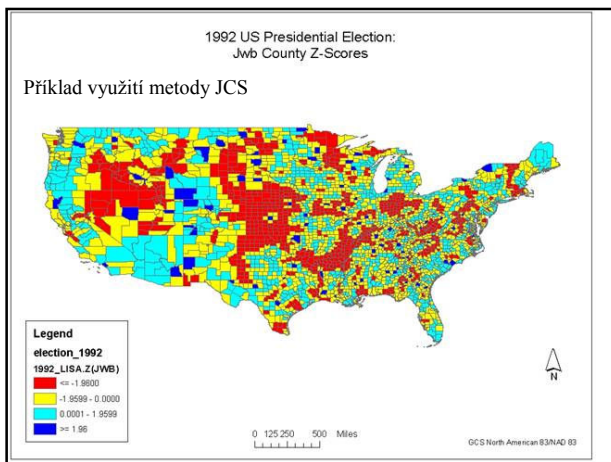 1992 US Presidential Election:
Jwb County Z-Scores
Příklad využití metody JCS
Legend
election_1992
1992_LISA.Z(JWB)
<= -1.9600
-1.9599 - 0.0000
0.0001 - 1.9599
>= 1.96
N
0 125 250 500 Miles
GCS North American 83/NAD 83